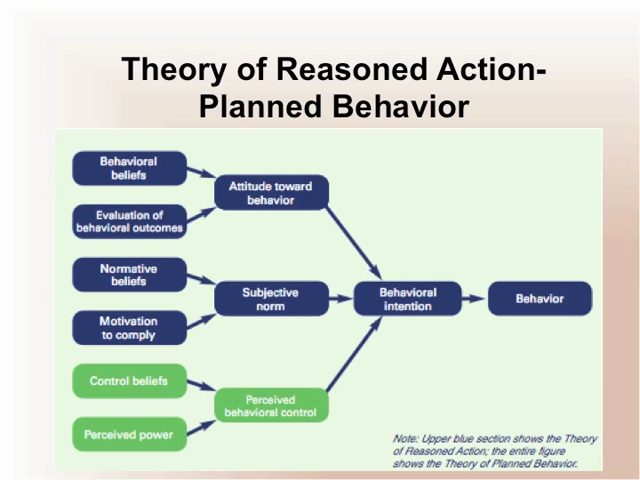 Theory of Reasoned Action-
Planned Behavior
Behavioral
beliefs
Evaluation of
behavioral outcomes
Attitude toward
behavior
Normative
beliefs
Motivation
to comply
Subjective
norm
Behavioral
intention
Behavior
Control beliefs
Perceived power
Perceived
behavioral control
Note: Upper blue section shows the Theory
of Reasoned Action; the entire figure
shows the Theory of Planned Behavior.